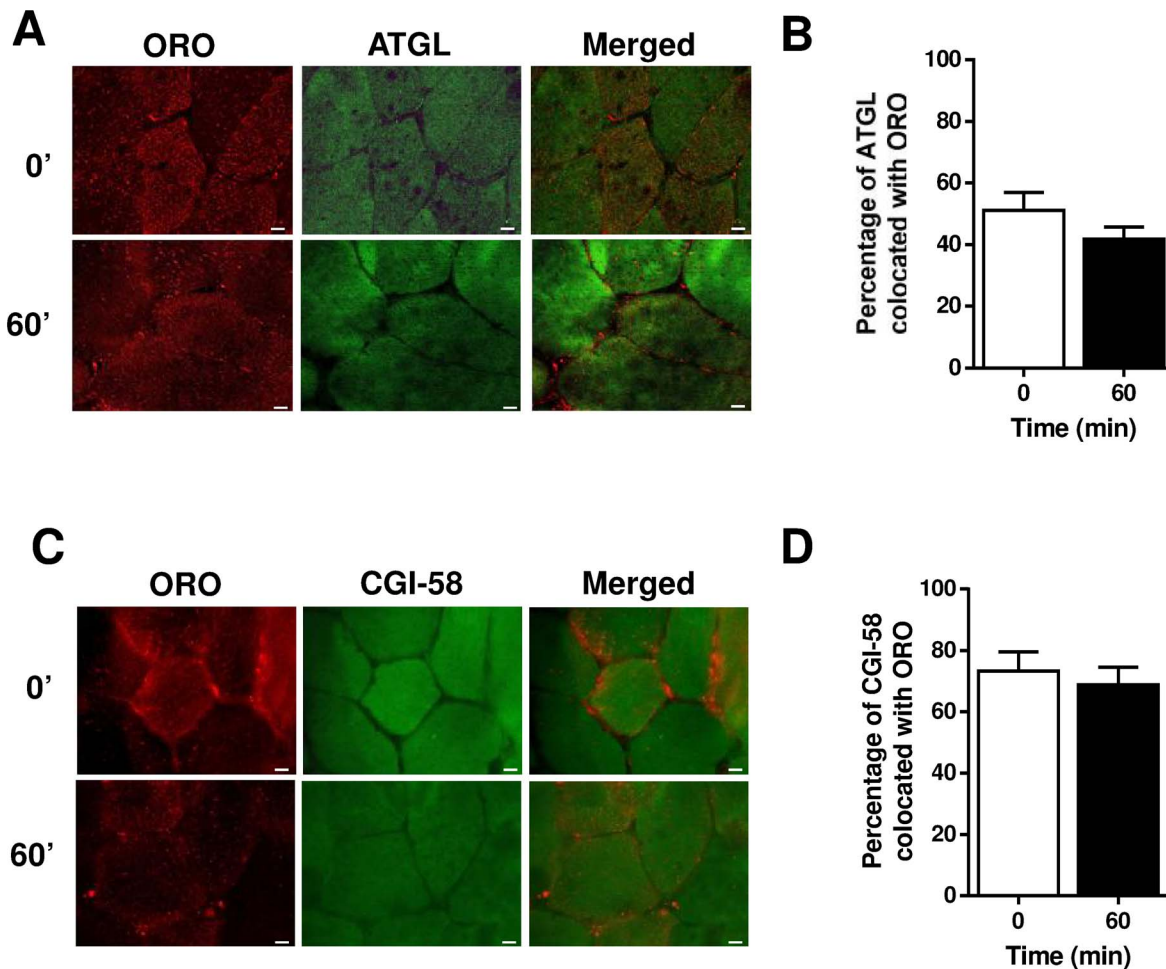 A
ORO
ATGL
Merged
0'
60'
B
Percentage of ATGL
colocated with ORO
100
80
60
40
20
0
0
60
Time (min)
C
ORO
CGI-58
Merged
0'
60'
D
Percentage of CGI-58
colocated with ORO
100
80
60
40
20
0
0
60
Time (min)